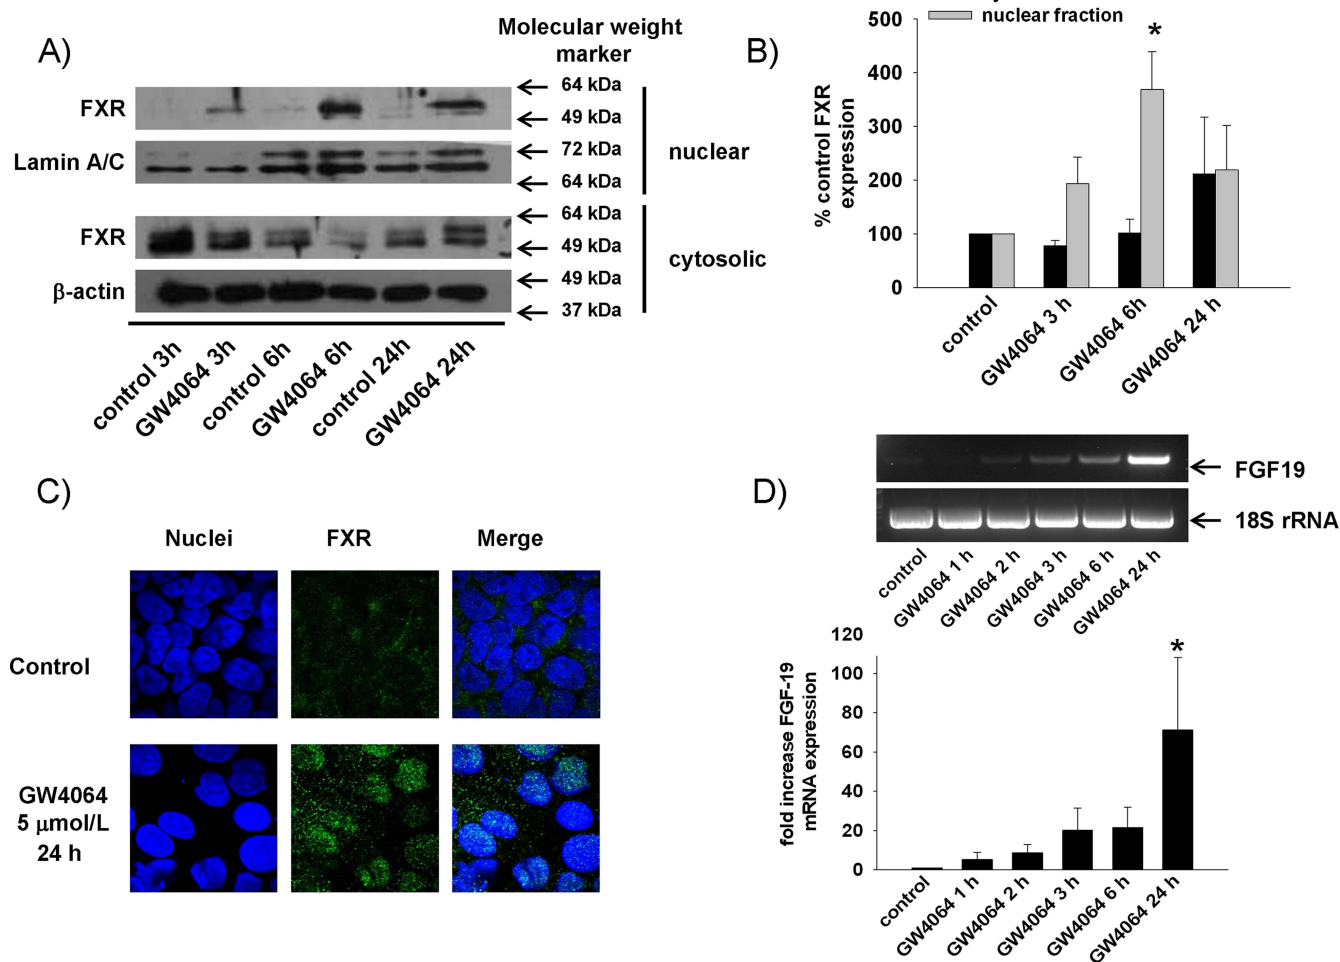 A)
Molecular weight
marker
FXR
Lamin A/C
FXR
β-actin
64 kDa
49 kDa
72 kDa
64 kDa
64 kDa
49 kDa
49 kDa
37 kDa
nuclear
cytosolic
control 3h
GW4064 3h
control 6h
GW4064 6h
control 24h
GW4064 24h
B)
nuclear fraction
*
% control FXR
expression
500
400
300
200
100
0
control
GW4064 3 h
GW4064 6h
GW4064 24 h
C)
Nuclei FXR Merge
Control
GW4064
5 μmol/L
24 h
D)
FGF19
18S rRNA
control
GW4064 1 h
GW4064 2 h
GW4064 3 h
GW4064 6 h
GW4064 24 h
fold increase FGF-19
mRNA expression
120
100
80
60
40
20
0
*
control
GW4064 1 h
GW4064 2 h
GW4064 3 h
GW4064 6 h
GW4064 24 h